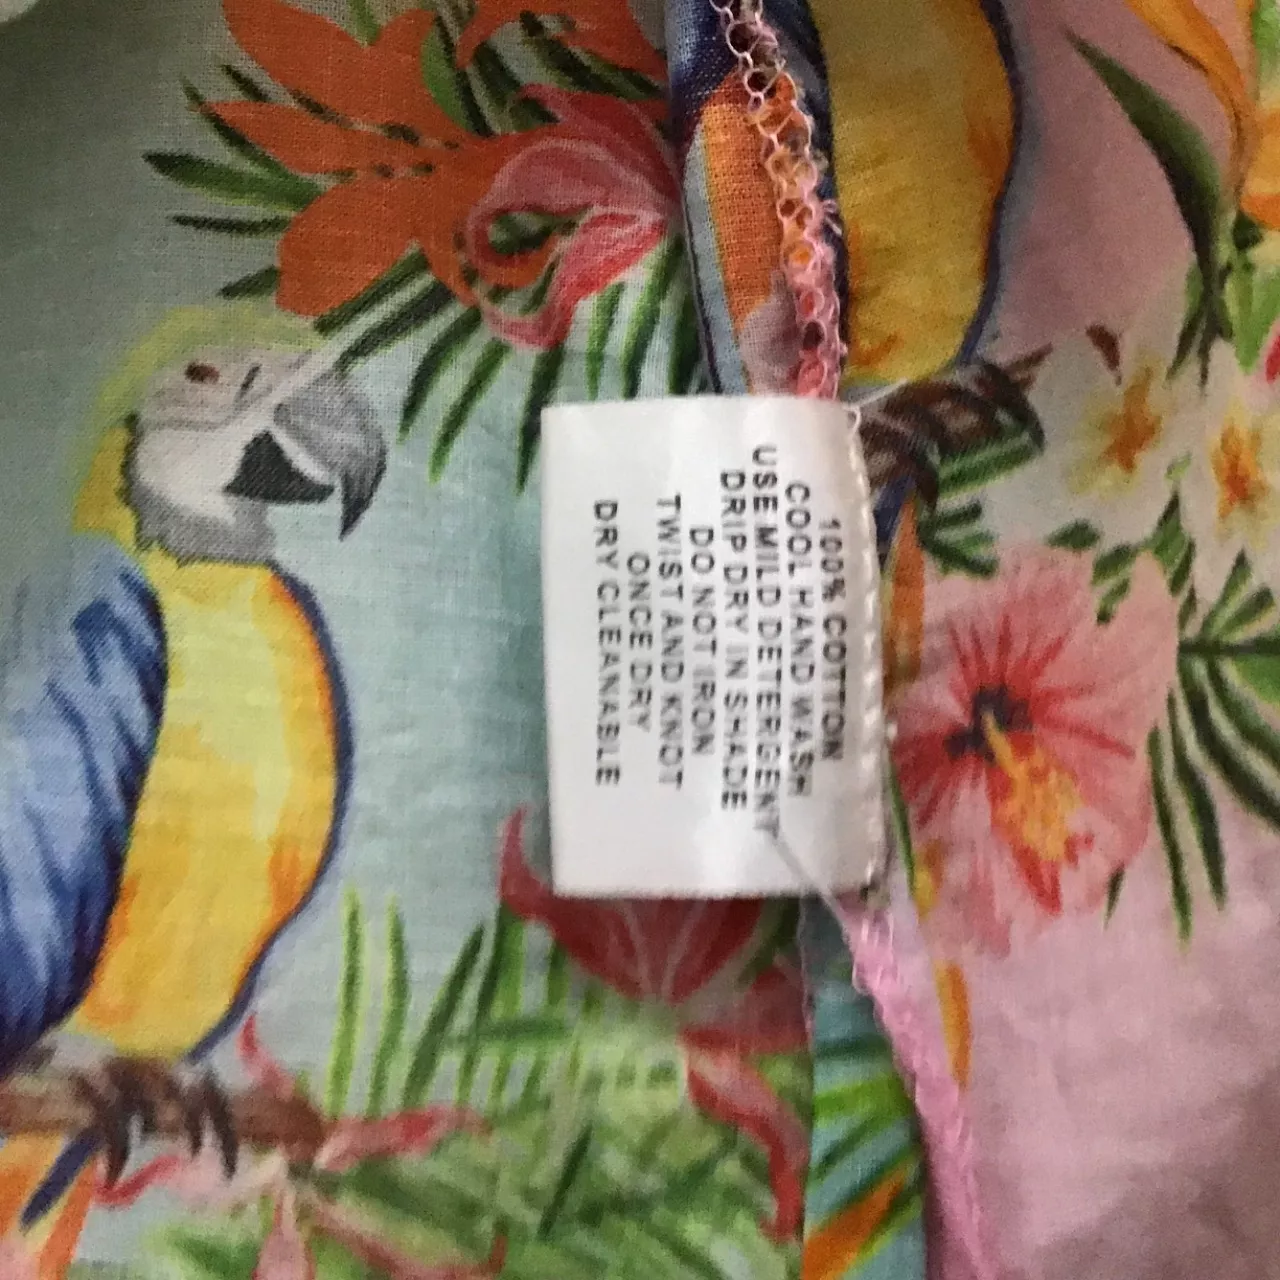 100% COTTON
COOL HAND WASH
USE MILD DETERGENT
DRIP DRY IN SHADE
DO NOT IRON
TWIST AND KNOT
ONCE DRY
DRY CLEANABLE